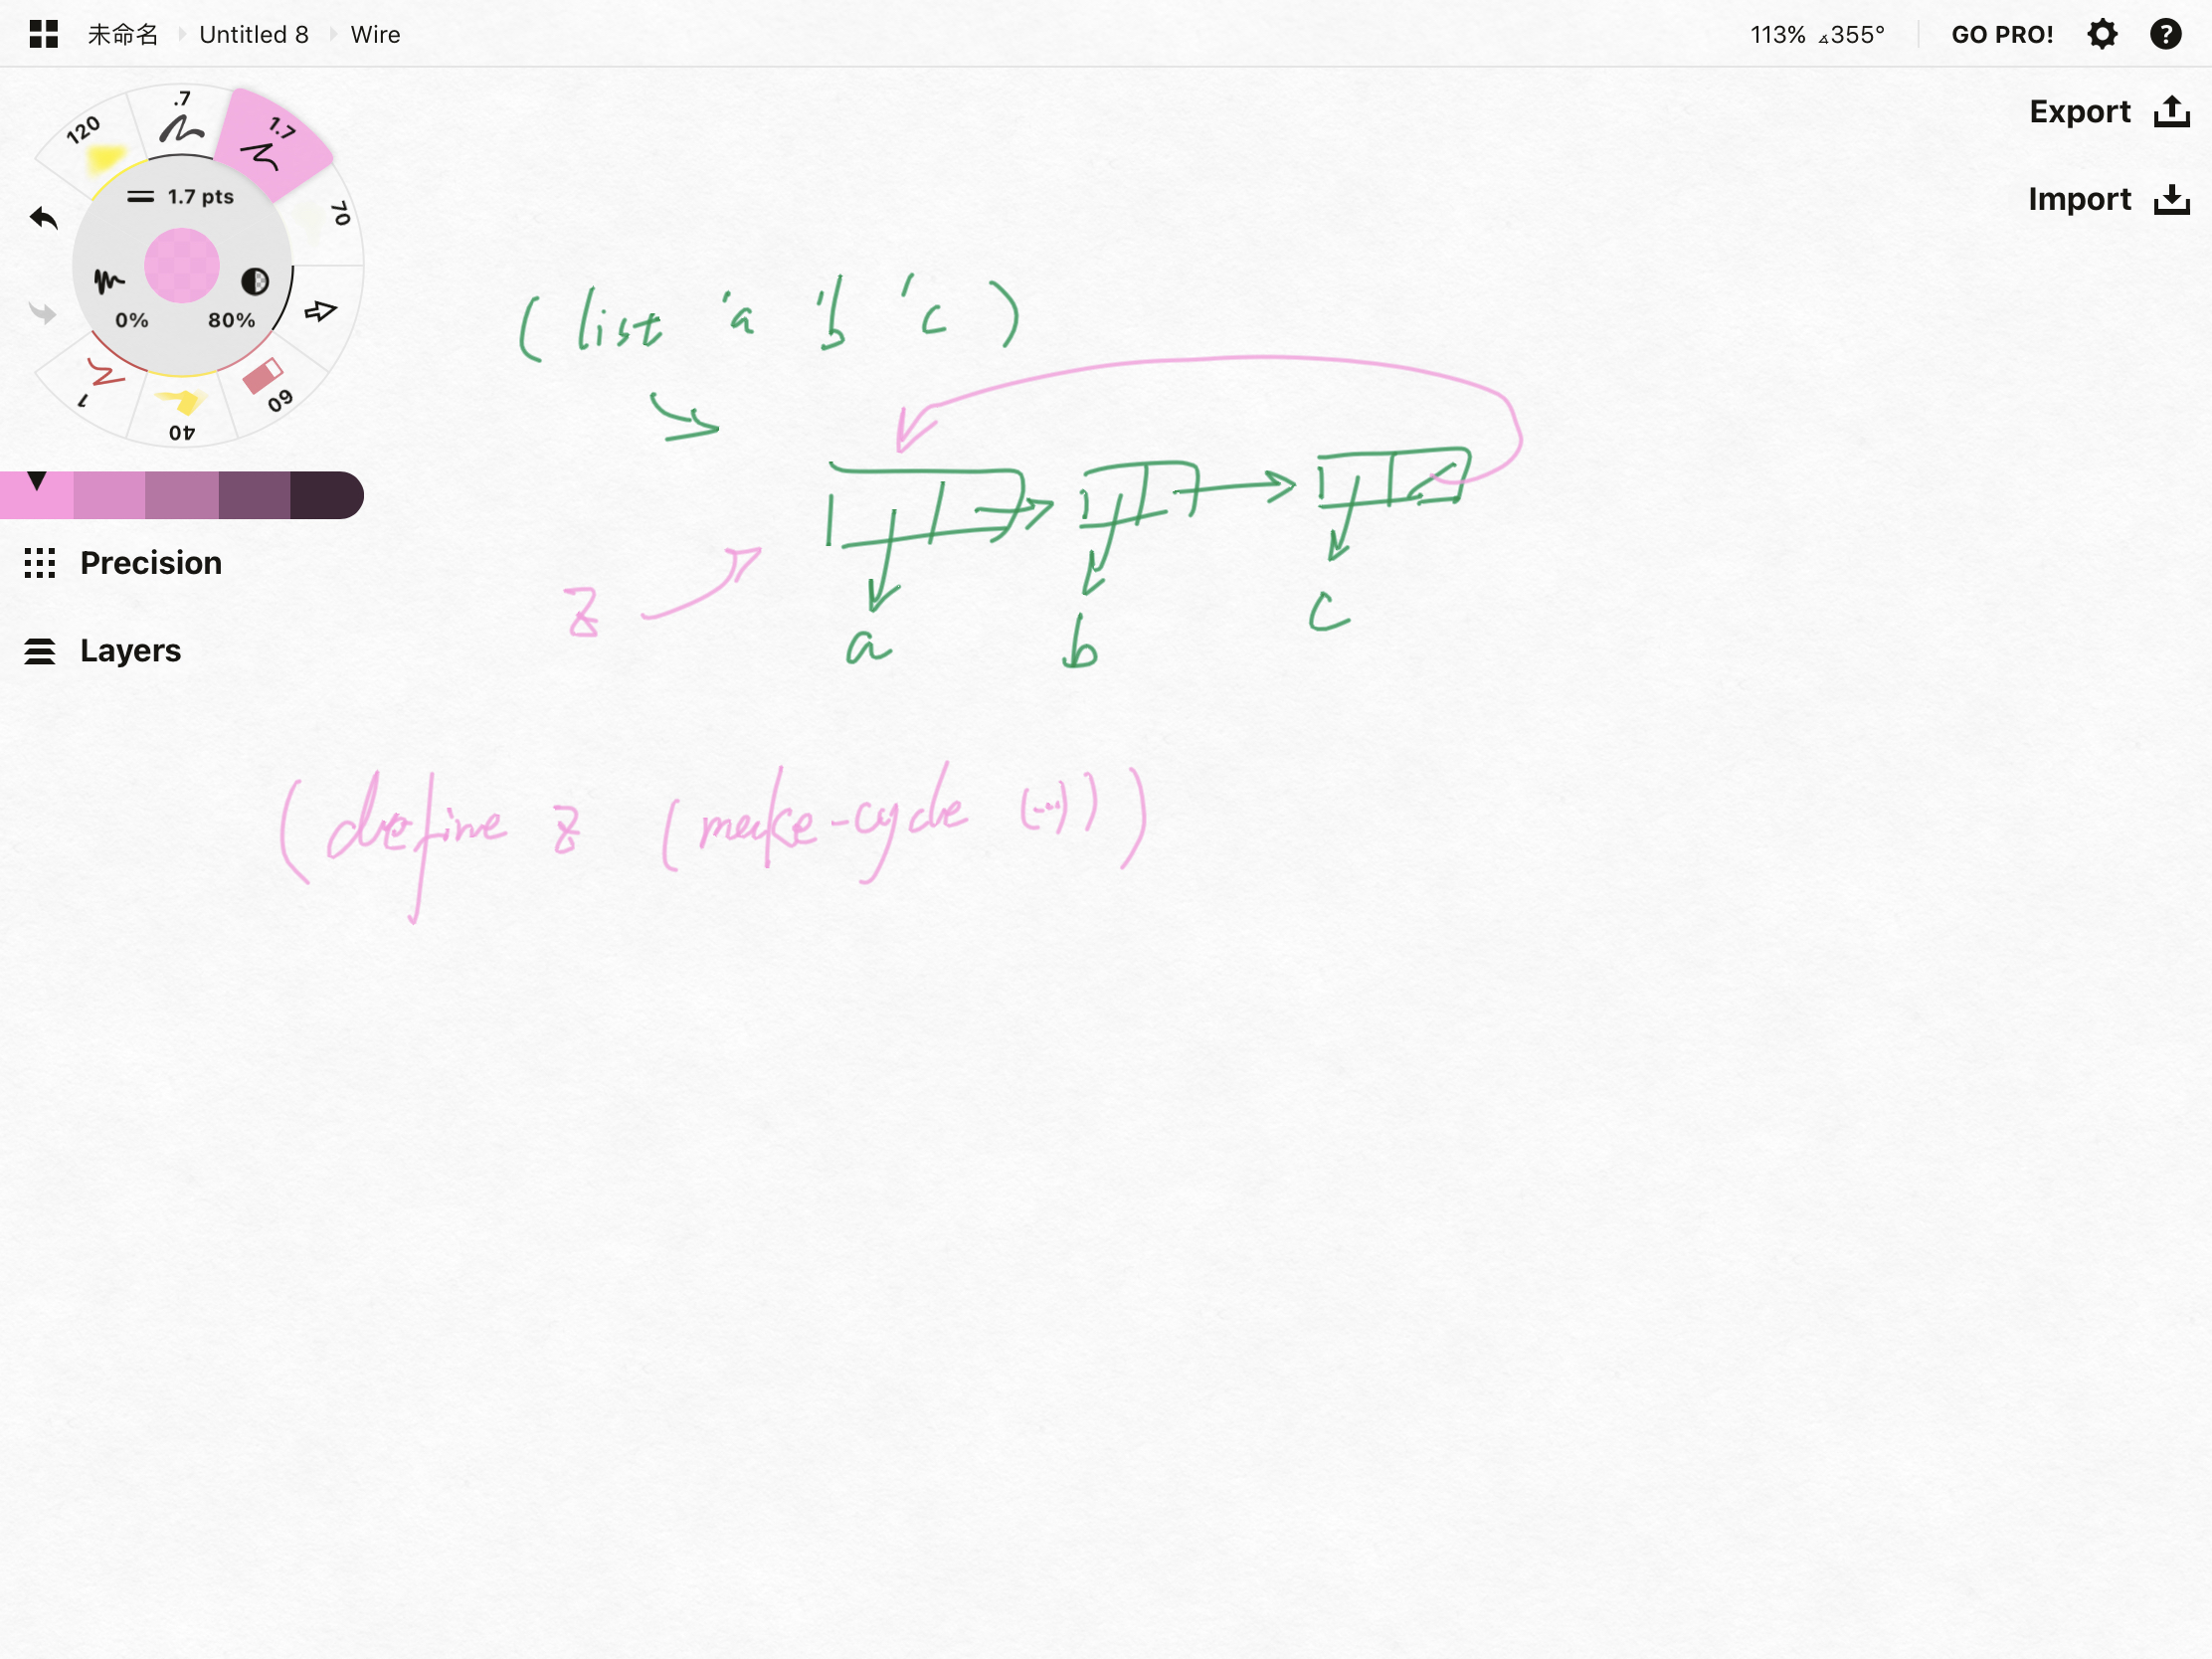 未命名 Untitled 8 Wire 113% ∡355° GO PRO! ?
Export
Import
120 .7 1.7 70
1.7 pts
0% 80%
1 40 60
Precision
Layers
( list 'a 'b 'c )
z
a b c
(define z (make-cycle (...)))